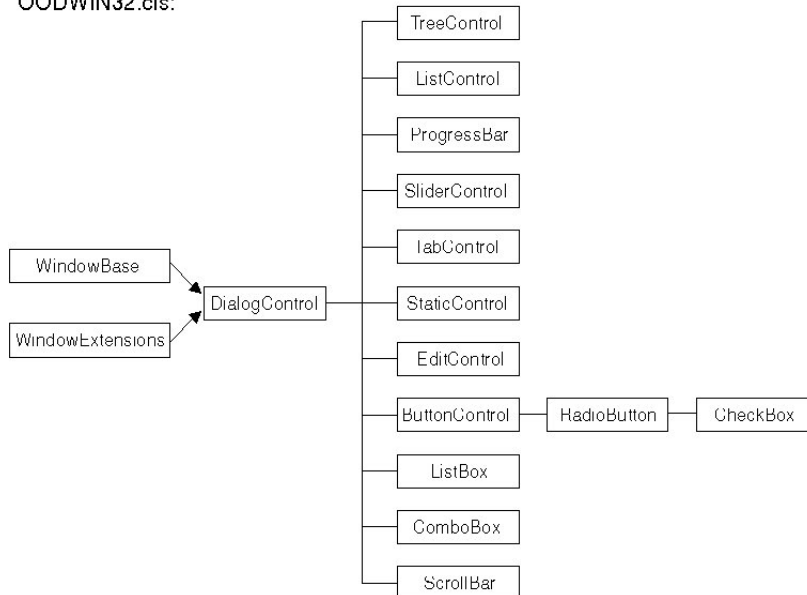 OODWIN32.cls:
TreeControl
ListControl
ProgressBar
SliderControl
TabControl
WindowBase
DialogControl
StaticControl
WindowExtensions
EditControl
ButtonControl
RadioButton
CheckBox
ListBox
ComboBox
ScrollBar